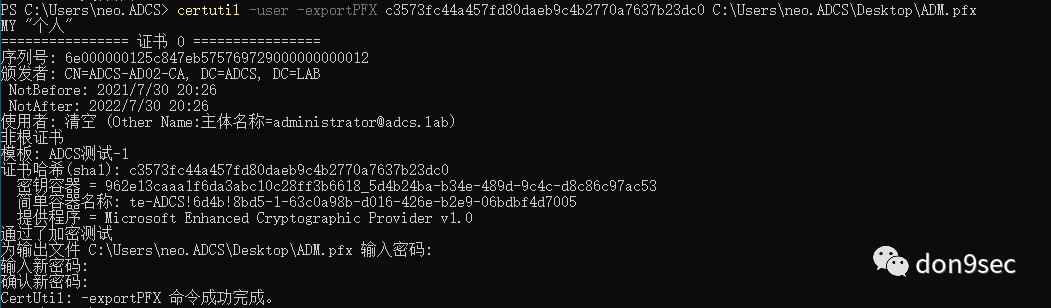 PS C:\Users\neo.ADCS> certutil -user -exportPFX c3573fc44a457fd80daeb9c4b2770a7637b23dc0 C:\Users\neo.ADCS\Desktop\ADM.pfx
MY "个人"
================ 证书 0 ================
序列号: 6e000000125c847eb575769729000000000012
颁发者: CN=ADCS-AD02-CA, DC=ADCS, DC=LAB
NotBefore: 2021/7/30 20:26
NotAfter: 2022/7/30 20:26
使用者: 清空 (Other Name:主体名称=administrator@adcs.lab)
非根证书
模板: ADCS测试-1
证书哈希(sha1): c3573fc44a457fd80daeb9c4b2770a7637b23dc0
密钥容器 = 962e13caaa1f6da3abc10c28ff3b6618_5d4b24ba-b34e-489d-9c4c-d8c86c97ac53
简单容器名称: te-ADCS!6d4b!8bd5-1-63c0a98b-d016-426e-b2e9-06bdbf4d7005
提供程序 = Microsoft Enhanced Cryptographic Provider v1.0
通过了加密测试
为输出文件 C:\Users\neo.ADCS\Desktop\ADM.pfx 输入密码:
输入新密码:
确认新密码:
CertUtil: -exportPFX 命令成功完成。
don9sec